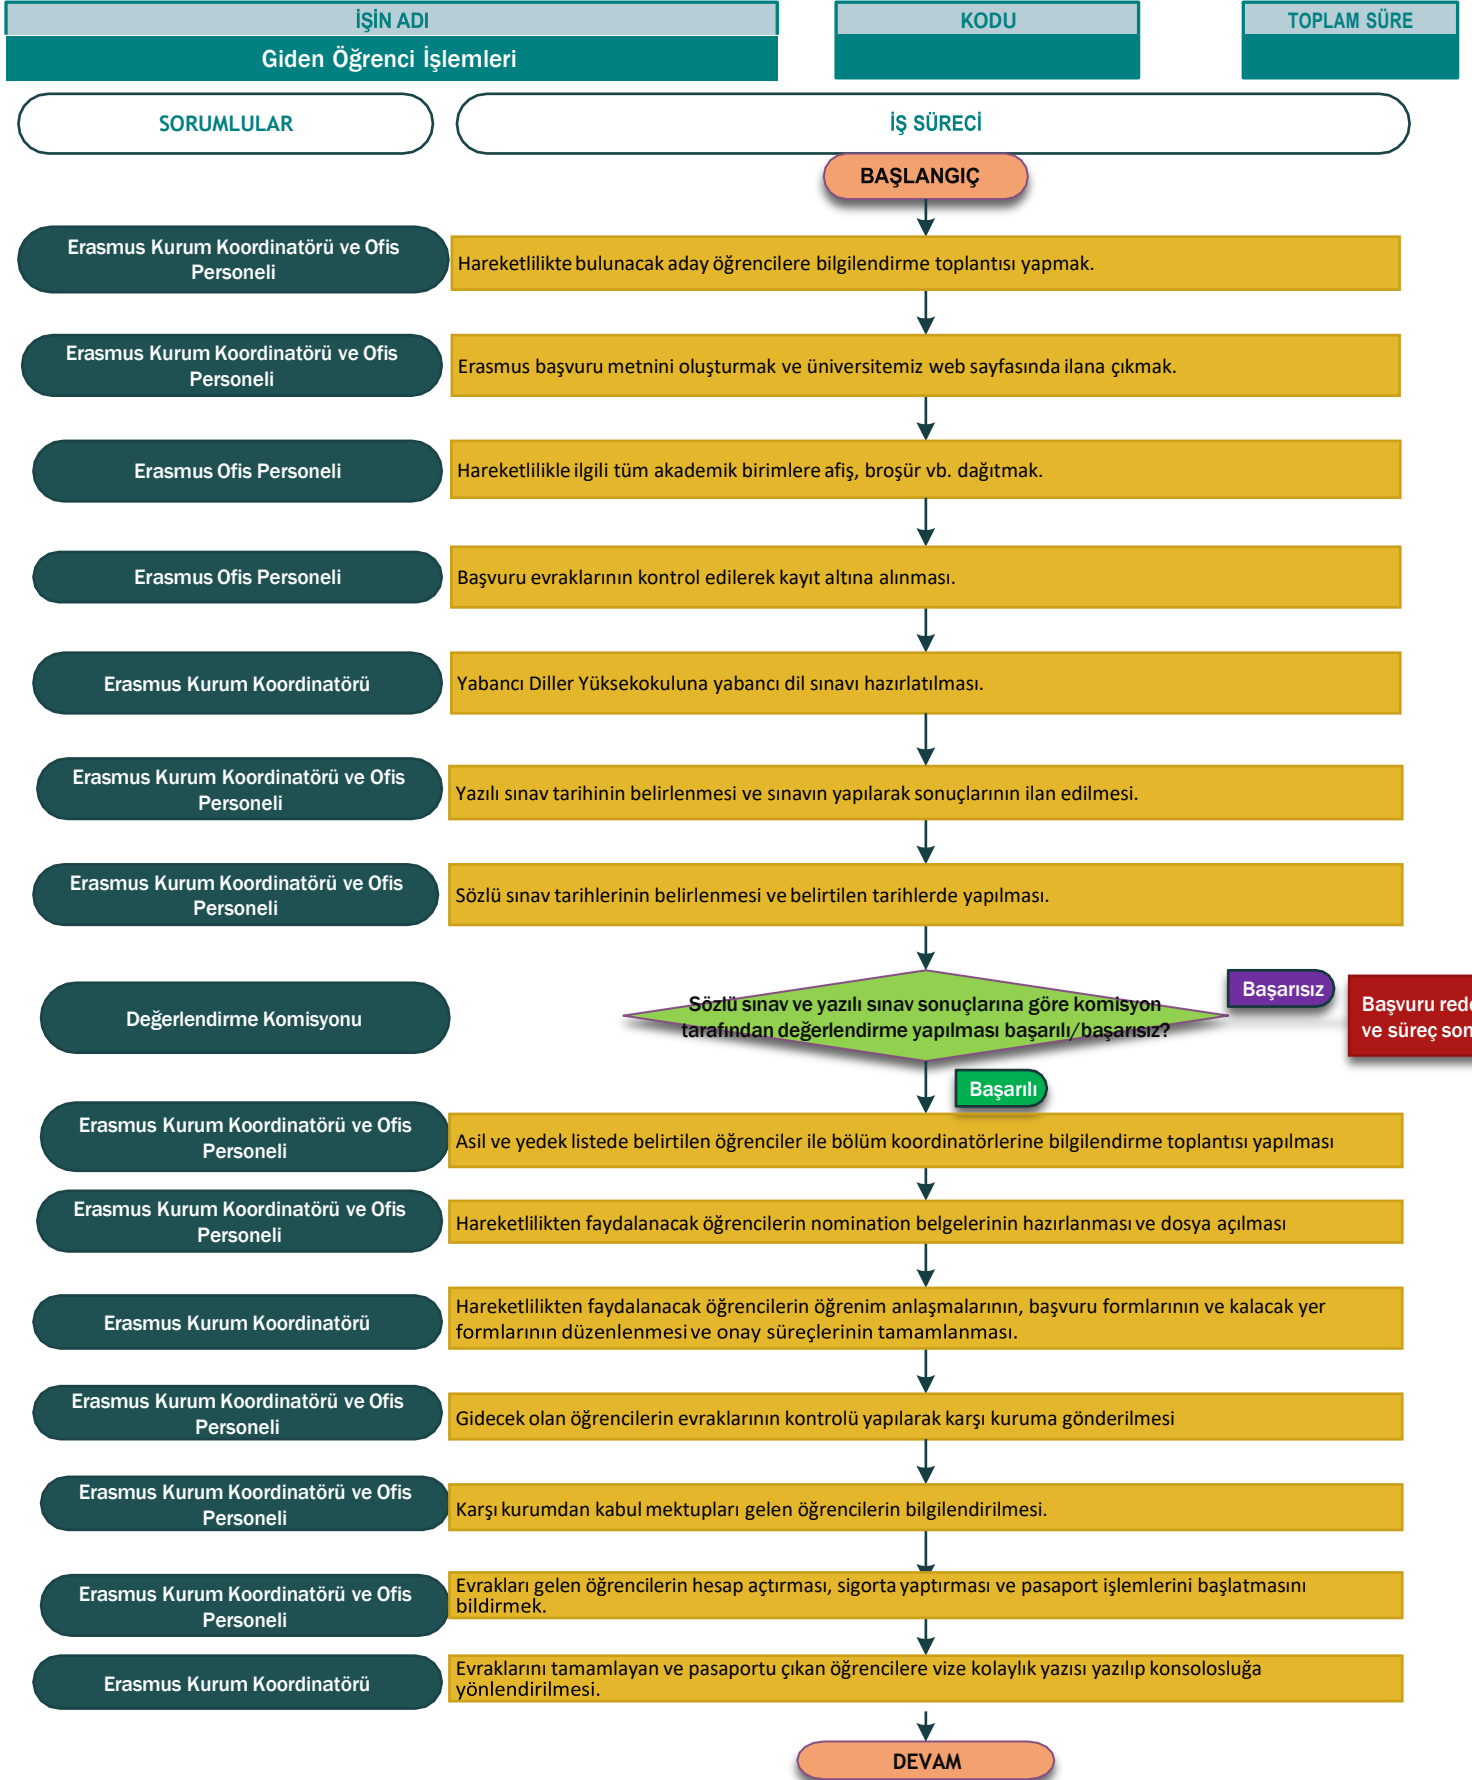 İŞİN ADI
KODU
TOPLAM SÜRE
Giden Öğrenci İşlemleri
SORUMLULAR
İŞ SÜRECİ
BAŞLANGIÇ
Erasmus Kurum Koordinatörü ve Ofis
Personeli
Hareketlilikte bulunacak aday öğrencilere bilgilendirme toplantısı yapmak.
Erasmus Kurum Koordinatörü ve Ofis
Personeli
Erasmus başvuru metnini oluşturmak ve üniversitemiz web sayfasında ilana çıkmak.
Erasmus Ofis Personeli
Hareketlilikle ilgili tüm akademik birimlere afiş, broşür vb. dağıtmak.
Erasmus Ofis Personeli
Başvuru evraklarının kontrol edilerek kayıt altına alınması.
Erasmus Kurum Koordinatörü
Yabancı Diller Yüksekokuluna yabancı dil sınavı hazırlatılması.
Erasmus Kurum Koordinatörü ve Ofis
Personeli
Yazılı sınav tarihinin belirlenmesi ve sınavın yapılarak sonuçlarının ilan edilmesi.
Erasmus Kurum Koordinatörü ve Ofis
Personeli
Sözlü sınav tarihlerinin belirlenmesi ve belirtilen tarihlerde yapılması.
Değerlendirme Komisyonu
Sözlü sınav ve yazılı sınav sonuçlarına göre komisyon
tarafından değerlendirme yapılması başarılı/başarısız?
Başarısız
Başvuru
ve süreç
Başarılı
Erasmus Kurum Koordinatörü ve Ofis
Personeli
Asil ve yedek listede belirtilen öğrenciler ile bölüm koordinatörlerine bilgilendirme toplantısı yapılması
Erasmus Kurum Koordinatörü ve Ofis
Personeli
Hareketlilikten faydalanacak öğrencilerin nomination belgelerinin hazırlanması ve dosya açılması
Erasmus Kurum Koordinatörü
Hareketlilikten faydalanacak öğrencilerin öğrenim anlaşmalarının, başvuru formlarının ve kalacak yer
formlarının düzenlenmesi ve onay süreçlerinin tamamlanması.
Erasmus Kurum Koordinatörü ve Ofis
Personeli
Gidecek olan öğrencilerin evraklarının kontrolü yapılarak karşı kuruma gönderilmesi
Erasmus Kurum Koordinatörü ve Ofis
Personeli
Karşı kurumdan kabul mektupları gelen öğrencilerin bilgilendirilmesi.
Erasmus Kurum Koordinatörü ve Ofis
Personeli
Evrakları gelen öğrencilerin hesap açtırması, sigorta yaptırması ve pasaport işlemlerini başlatmasını
bildirmek.
Erasmus Kurum Koordinatörü
Evraklarını tamamlayan ve pasaportu çıkan öğrencilere vize kolaylık yazısı yazılıp konsolosluğa
yönlendirilmesi.
DEVAM